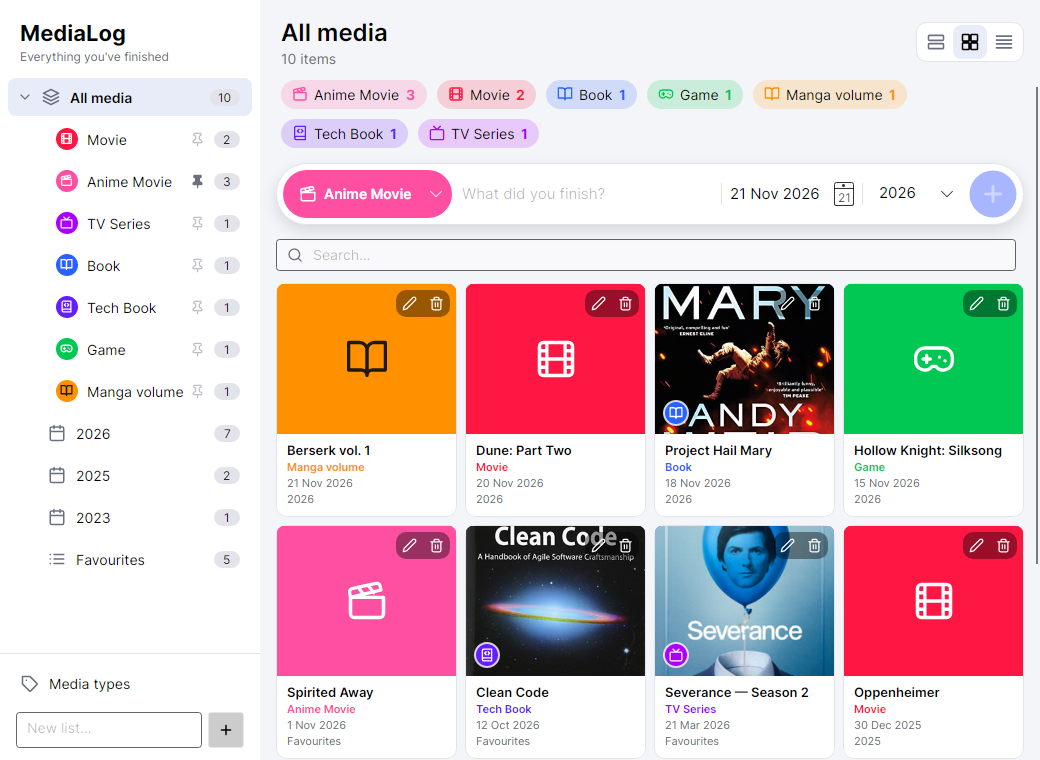 MediaLog
Everything you've finished
All media 10
Movie 2
Anime Movie 3
TV Series 1
Book 1
Tech Book 1
Game 1
Manga volume 1
2026 7
2025 2
2023 1
Favourites 5
Media types
New list...
+
All media
10 items
Anime Movie 3
Movie 2
Book 1
Game 1
Manga volume 1
Tech Book 1
TV Series 1
Anime Movie
What did you finish?
21 Nov 2026
21
2026
+
Search...
Berserk vol. 1
Manga volume
21 Nov 2026
2026
Dune: Part Two
Movie
20 Nov 2026
2026
MARY
'Original, compelling and fun'
ERNEST CLINE
'Brilliantly funny,
enjoyable and
exciting'
TIM PEAKE
ANDY
Project Hail Mary
Book
18 Nov 2026
2026
Hollow Knight: Silksong
Game
15 Nov 2026
2026
Spirited Away
Anime Movie
1 Nov 2026
Favourites
Clean Code
A Handbook of Agile Software Craftsmanship
Clean Code
Tech Book
12 Oct 2026
Favourites
Severance
Severance — Season 2
TV Series
21 Mar 2026
Favourites
Oppenheimer
Movie
30 Dec 2025
2025